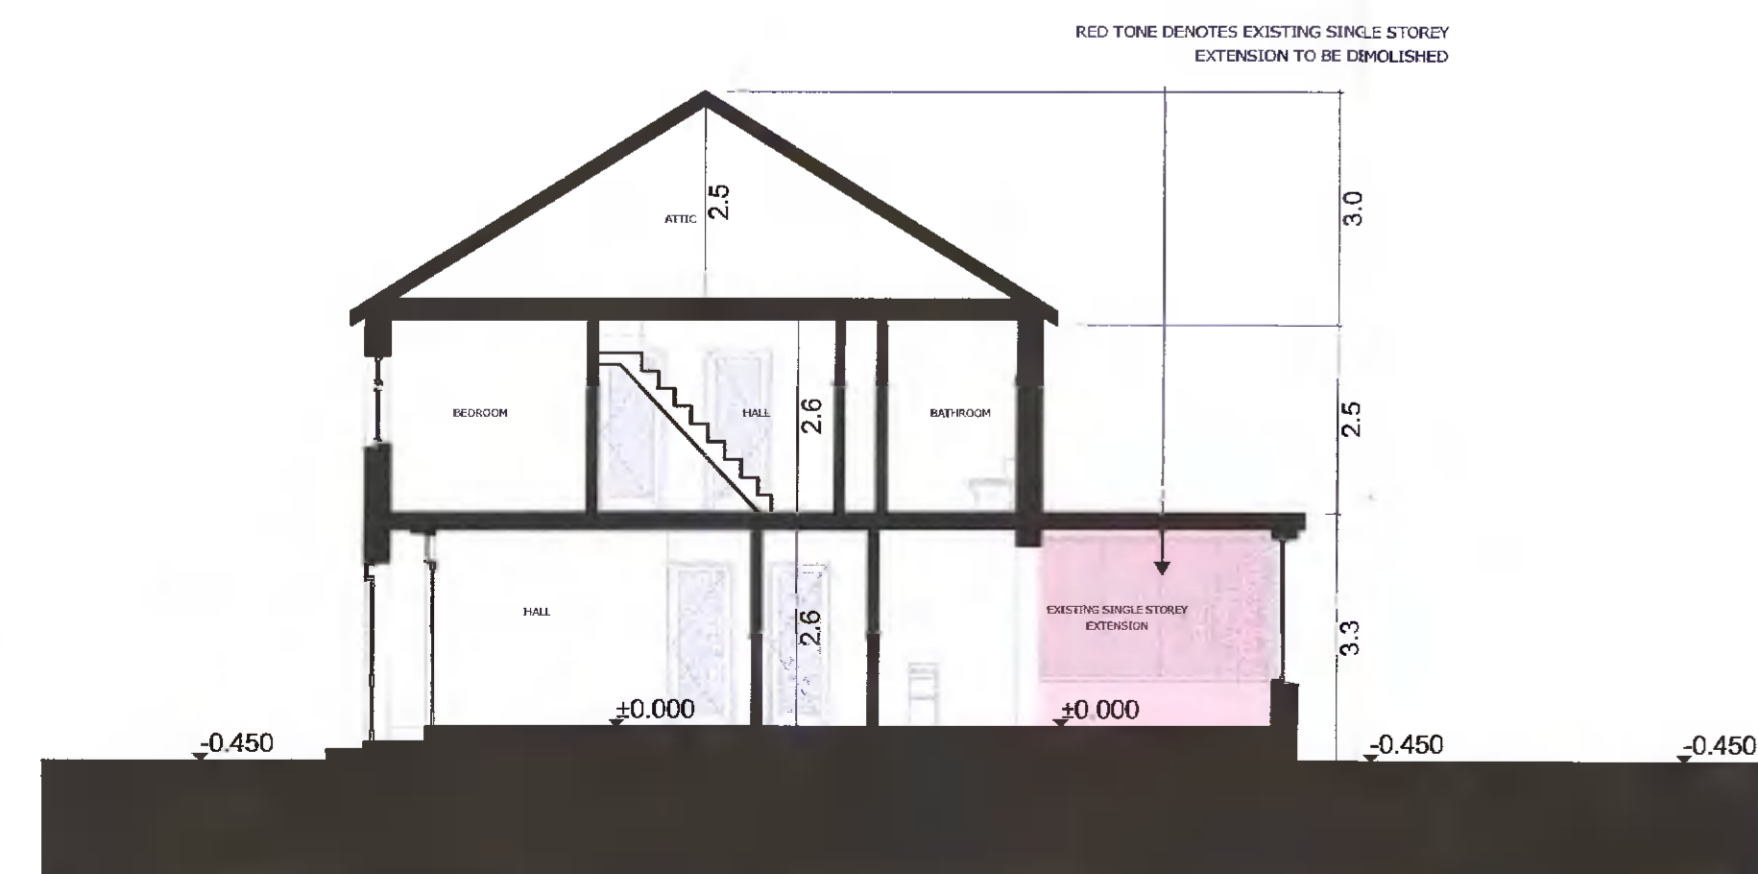 RED TONE DENOTES EXISTING SINGLE STOREY
EXTENSION TO BE DEMOLISHED
2.5
ATTIC
3.0
BEDROOM
HALL
2.6
BATHROOM
2.5
HALL
2.6
EXISTING SINGLE STOREY
EXTENSION
3.3
±0.000
±0.000
-0.450
-0.450
-0.450